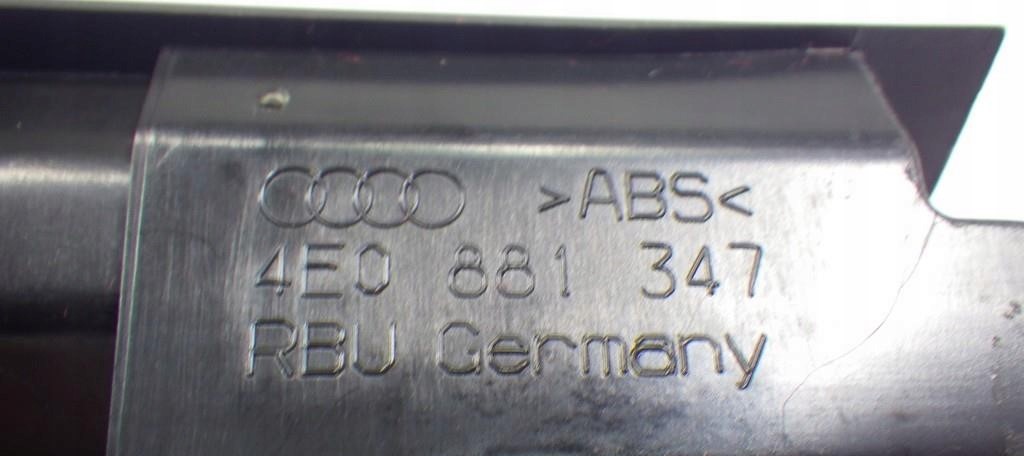 >ABS<
4E0 881 347
RBU Germany